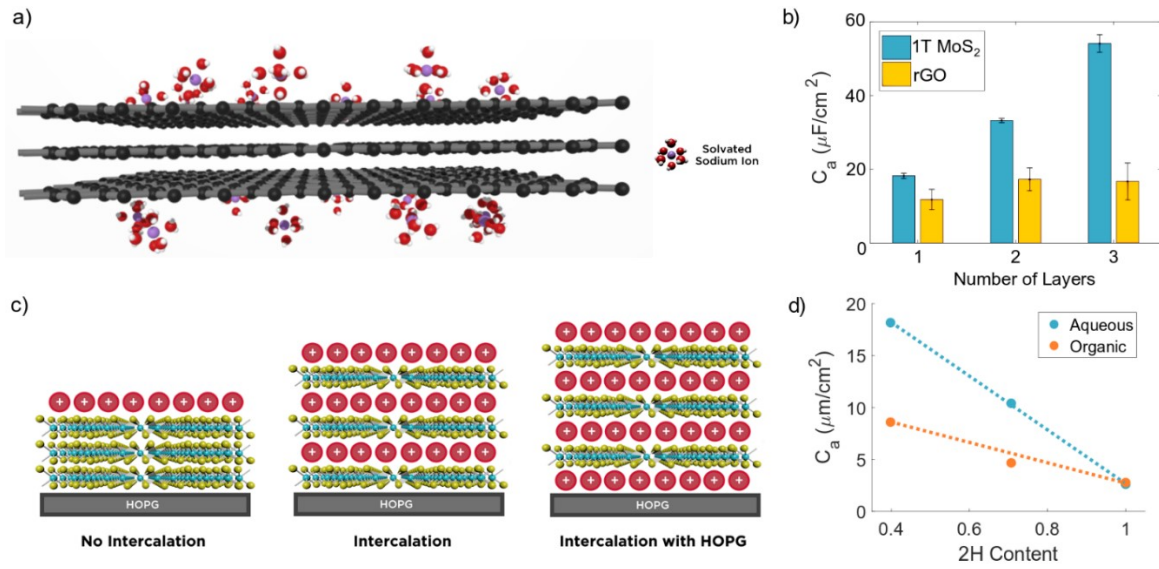 a)
Solvated
Sodium Ion
b)
60
40
20
0
C_a (μF/cm²)
1T MoS₂
rGO
1 2 3
Number of Layers
c)
HOPG
No Intercalation
HOPG
Intercalation
HOPG
Intercalation with HOPG
d)
20
15
10
5
0
C_a (μm/cm²)
Aqueous
Organic
0.4 0.6 0.8 1
2H Content